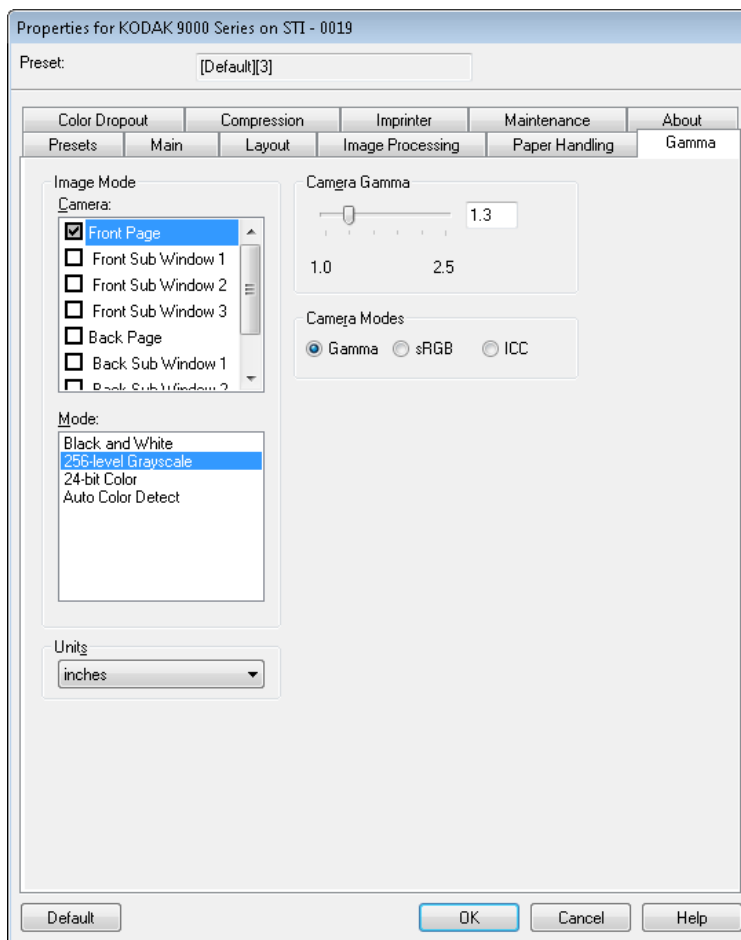 Properties for KODAK 9000 Series on STI - 0019
Preset: [Default][3]
Color Dropout Compression Imprinter Maintenance About
Presets Main Layout Image Processing Paper Handling Gamma
Image Mode
Camera:
Front Page
Front Sub Window 1
Front Sub Window 2
Front Sub Window 3
Back Page
Back Sub Window 1
Back Sub Window 2
Mode:
Black and White
256-level Grayscale
24-bit Color
Auto Color Detect
Units
inches
Camera Gamma
1.3
1.0 2.5
Camera Modes
Gamma sRGB ICC
Default OK Cancel Help